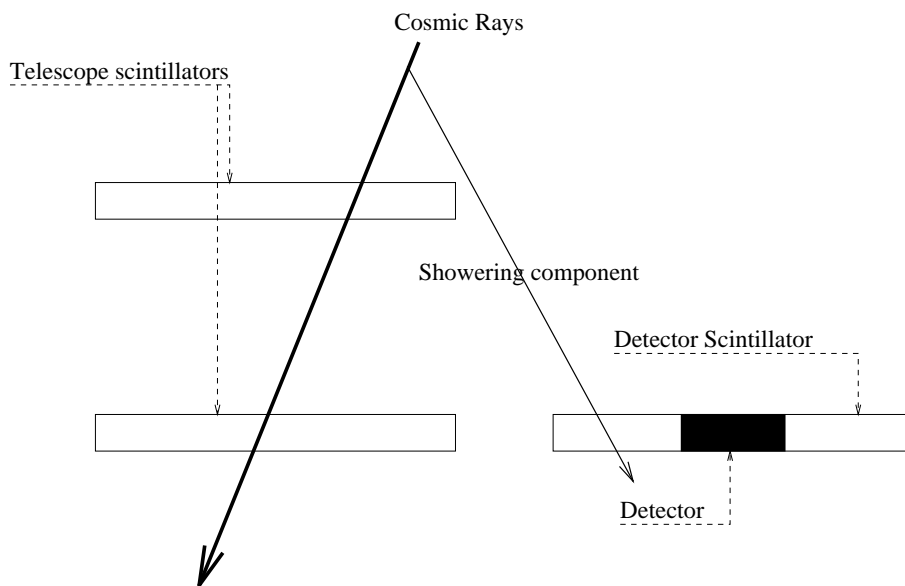 Cosmic Rays
Telescope scintillators
Showering component
Detector Scintillator
Detector